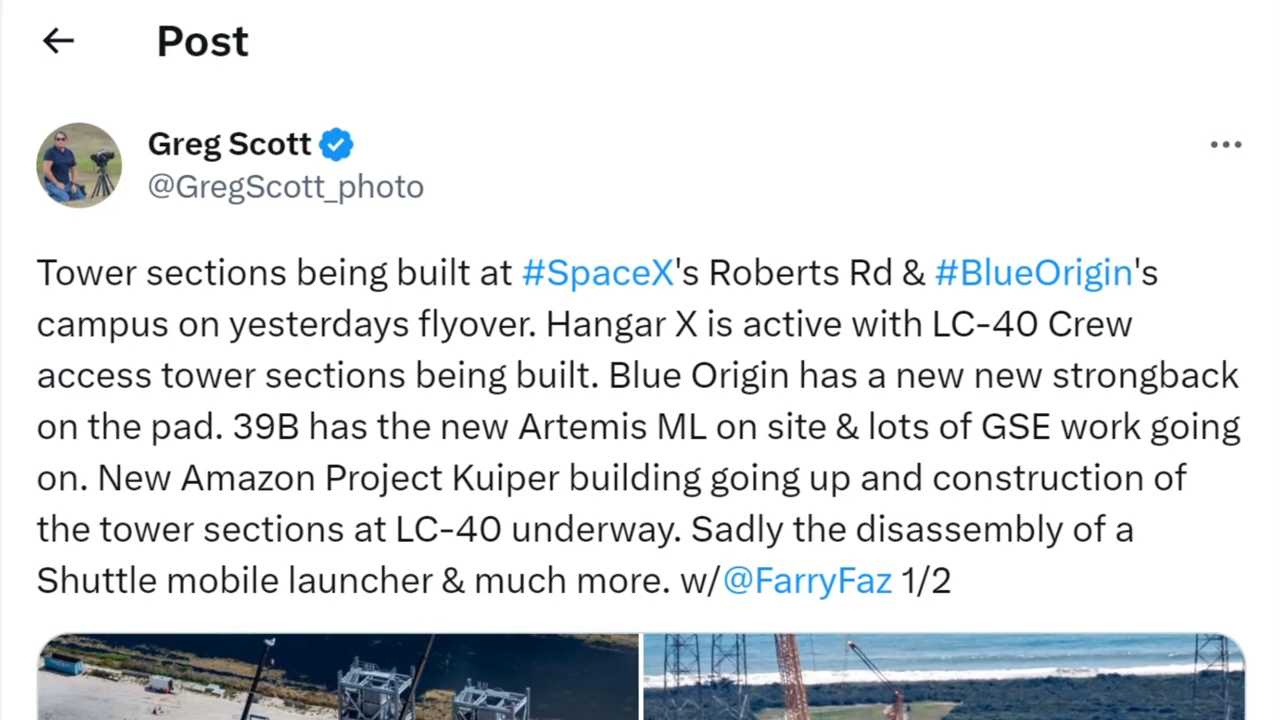 Post
Greg Scott
@GregScott_photo
Tower sections being built at #SpaceX's Roberts Rd & #BlueOrigin's
campus on yesterdays flyover. Hangar X is active with LC-40 Crew
access tower sections being built. Blue Origin has a new new strongback
on the pad. 39B has the new Artemis ML on site & lots of GSE work going
on. New Amazon Project Kuiper building going up and construction of
the tower sections at LC-40 underway. Sadly the disassembly of a
Shuttle mobile launcher & much more. w/@FarryFaz 1/2